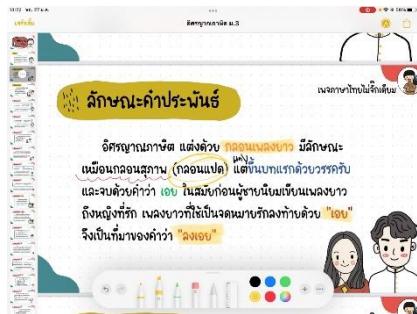 อิศรญาณภาษิต ม.3
ลักษณะคำประพันธ์
เพจภาษาไทยไม่จั๊กเดียม
อิศรญาณภาษิต แต่งด้วย กลอนเพลงยาว มีลักษณะ
เหมือนกลอนสุภาพ (กลอนแปด) แต่ขึ้นบทแรกด้วยวรรครับ
และจบด้วยคำว่า เอย ในสมัยก่อนผู้ชายนิยมเขียนเพลงยาว
ถึงหญิงที่รัก เพลงยาวที่ใช้เป็นจดหมายรักลงท้ายด้วย "เอย"
จึงเป็นที่มาของคำว่า "ลงเอย"